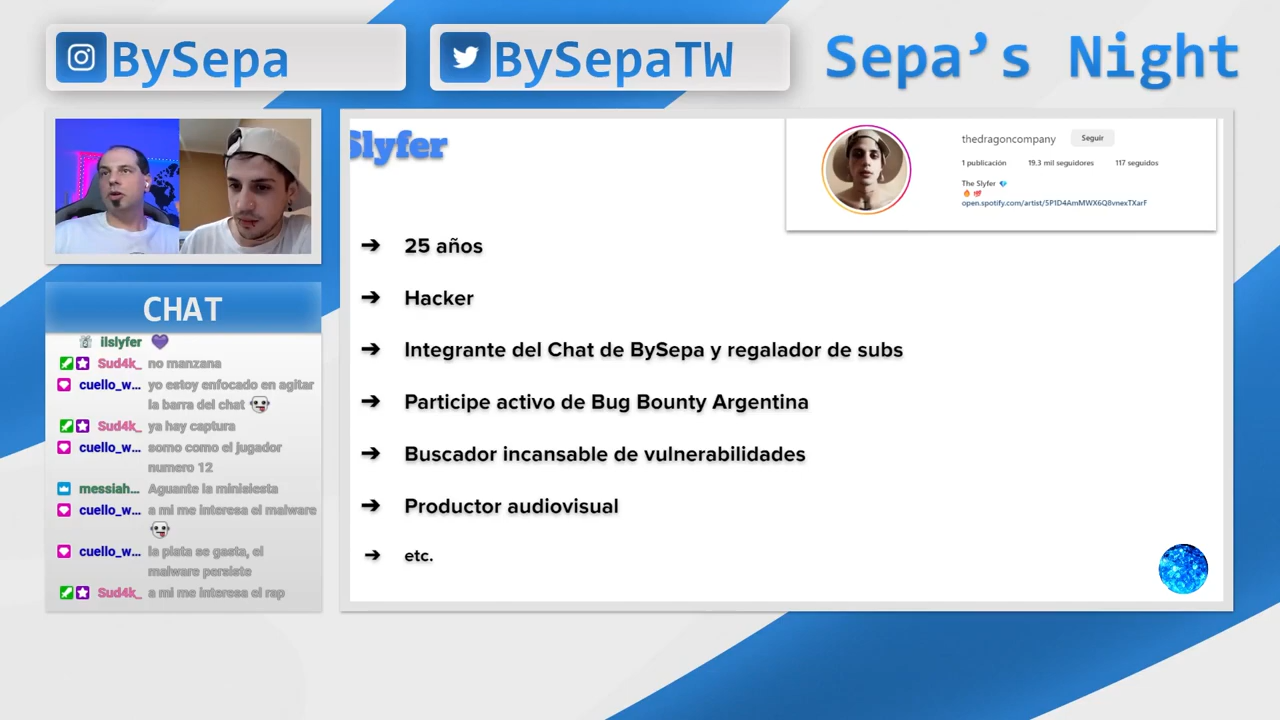 BySepa
BySepaTW
Sepa’s Night
Slyfer
thedragoncompany Seguir
1 publicación 19.3 mil seguidores 117 seguidos
The Slyfer
open.spotify.com/artist/5P1D4AmMWX6Q8vnexTXarF
➔ 25 años
➔ Hacker
➔ Integrante del Chat de BySepa y regalador de subs
➔ Participe activo de Bug Bounty Argentina
➔ Buscador incansable de vulnerabilidades
➔ Productor audiovisual
➔ etc.
CHAT
ilslyfer 💜
Sud4k_ no manzana
cuello_w... yo estoy enfocado en agitar
la barra del chat
Sud4k_ ya hay captura
cuello_w... somo como el jugador
numero 12
messiah... Aguante la minisiesta
cuello_w... a mi me interesa el malware
cuello_w... la plata se gasta, el
malware persiste
Sud4k_ a mi me interesa el rap